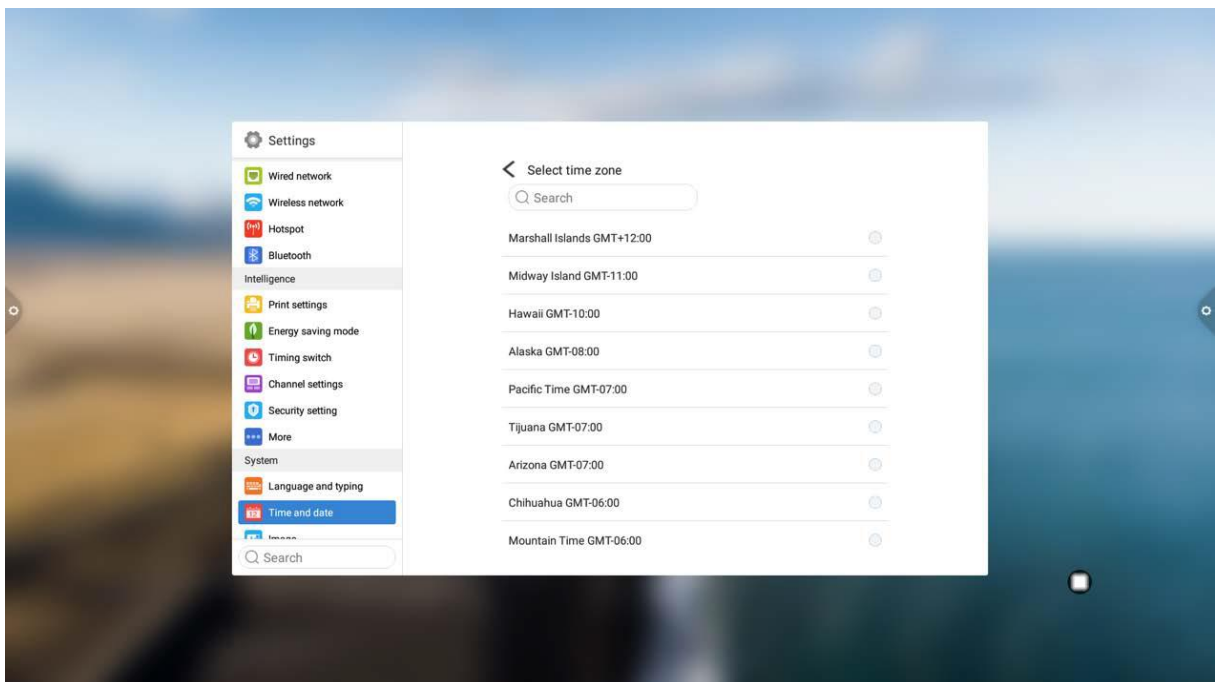 Settings
Wired network
Wireless network
Hotspot
Bluetooth
Intelligence
Print settings
Energy saving mode
Timing switch
Channel settings
Security setting
More
System
Language and typing
12
Time and date
Image
Search
Select time zone
Search
Marshall Islands GMT+12:00
Midway Island GMT-11:00
Hawaii GMT-10:00
Alaska GMT-08:00
Pacific Time GMT-07:00
Tijuana GMT-07:00
Arizona GMT-07:00
Chihuahua GMT-06:00
Mountain Time GMT-06:00